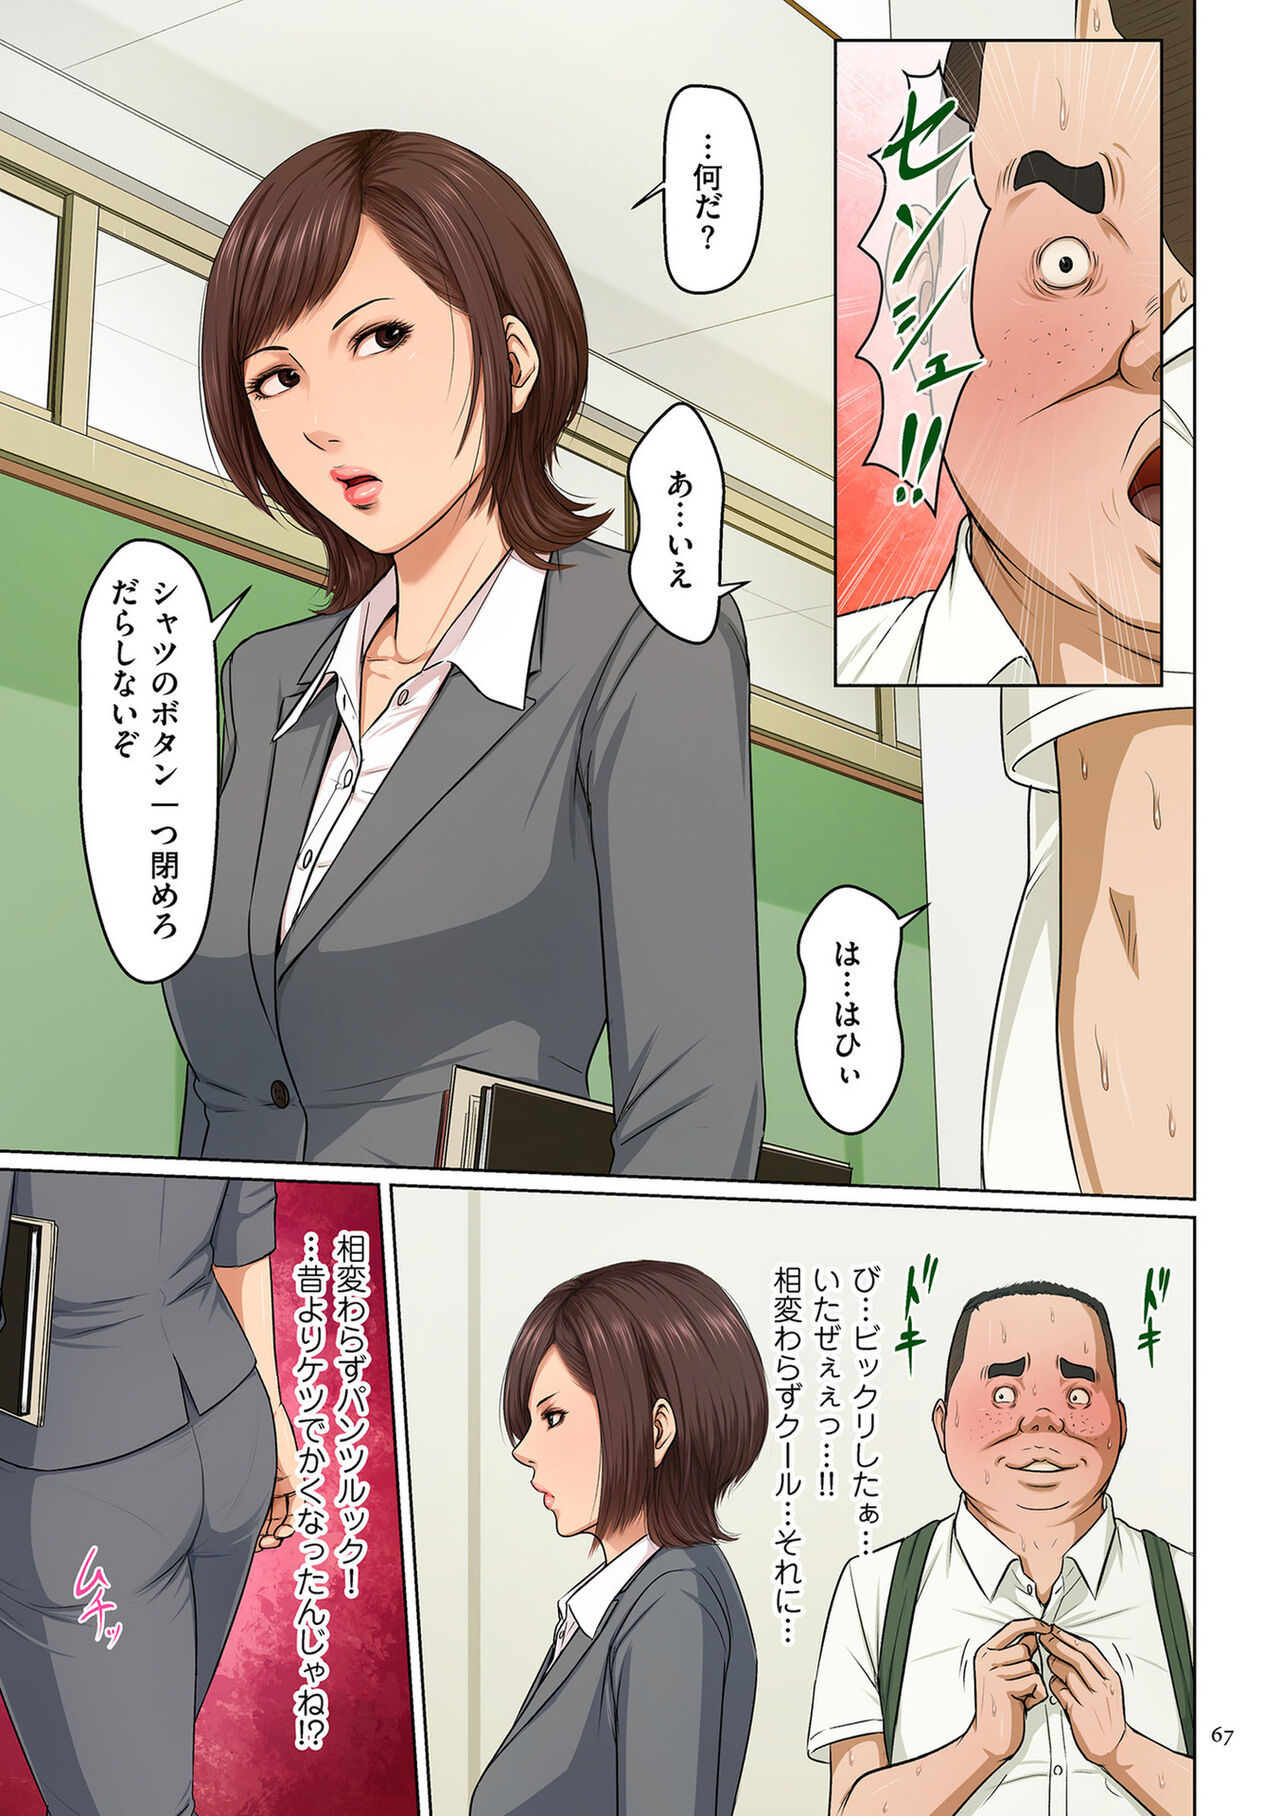 センシェ!!
…何だ?
あ…いえ
シャツのボタン一つ閉めろ
だらしないぞ
は…はひぃ
ドキ
ドキ
び…ビックリしたぁ…
いたぜぇぇっ…!!
相変わらずクール…それに…
相変わらずパンツルック!
…昔よりケツでかくなったんじゃね!?
ムチッ
67